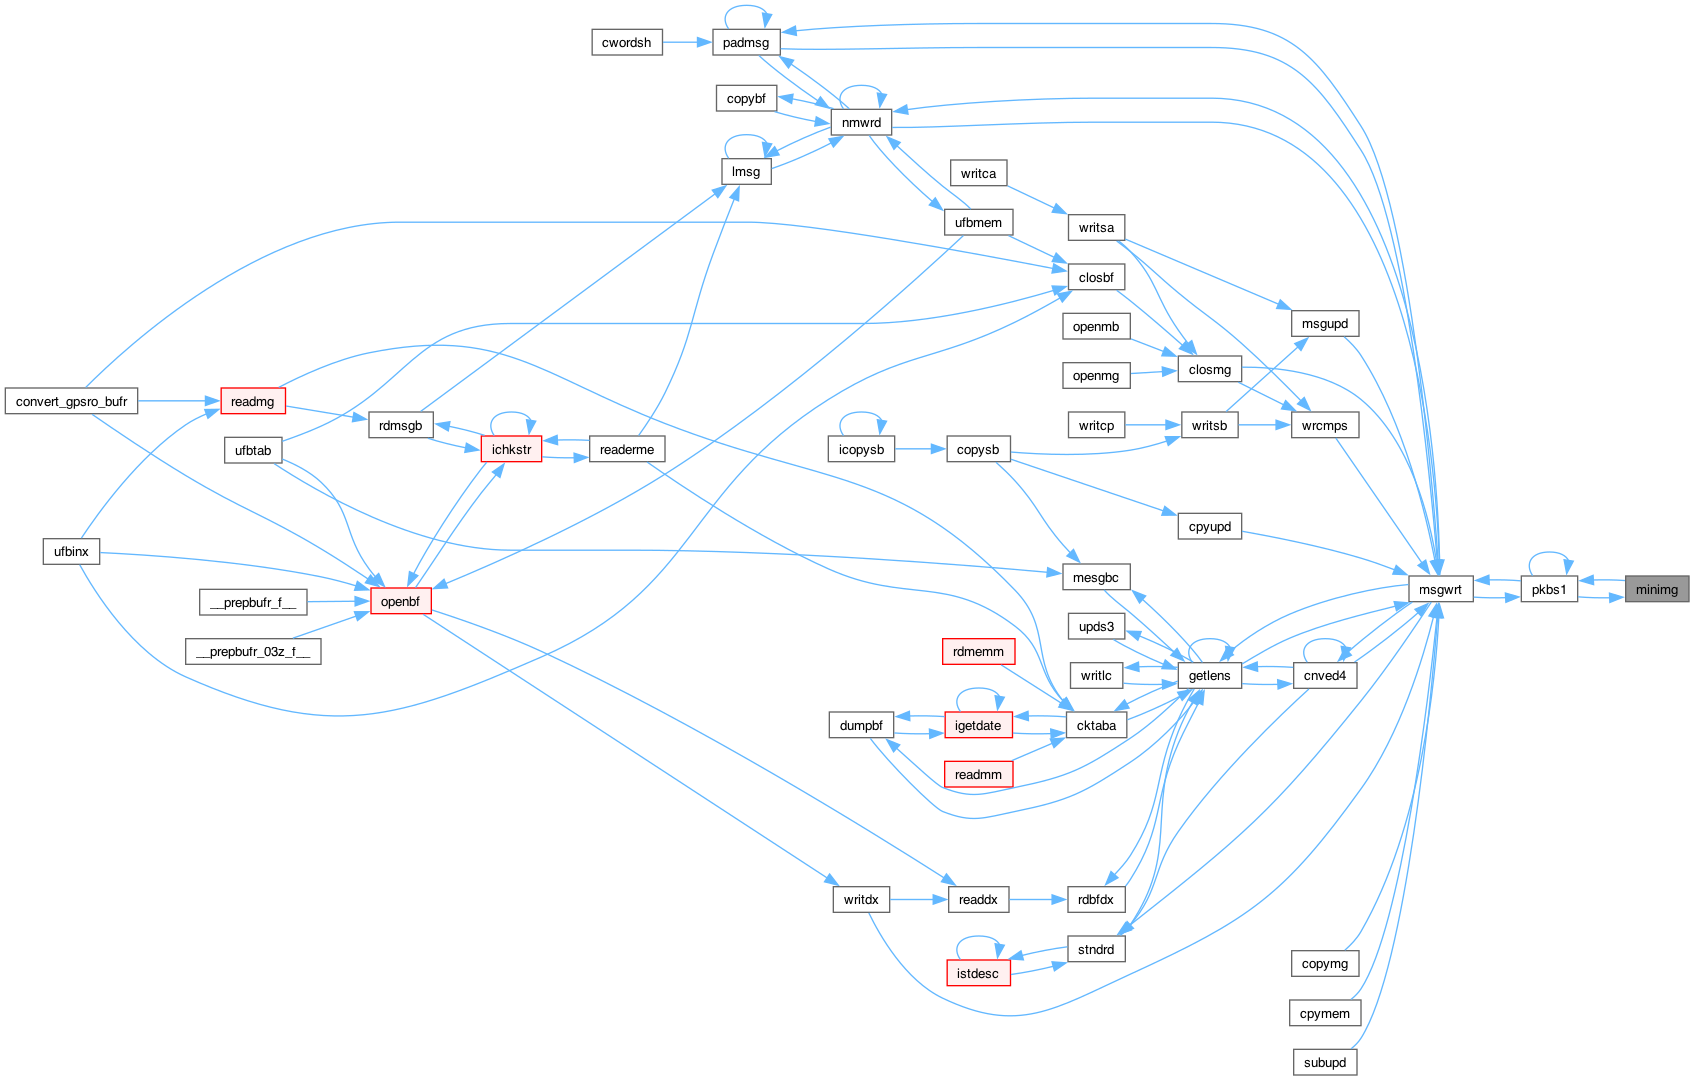 cwordsh
padmsg
copybf
nmwrd
lmsg
writca
ufbmem
writsa
closbf
openmb
msgupd
closmg
openmg
convert_gpsro_bufr
readmg
rdmsgb
writcp
writsb
wrcmps
ufbtab
ichkstr
readerme
icopysb
copysb
cpyupd
ufbinx
mesgbc
msgwrt
pkbs1
minimg
__prepbufr_f__
openbf
upds3
__prepbufr_03z_f__
rdmemm
writlc
getlens
cnved4
dumpbf
igetdate
cktaba
readmm
writdx
readdx
rdbfdx
stndrd
istdesc
copymg
cpymem
subupd